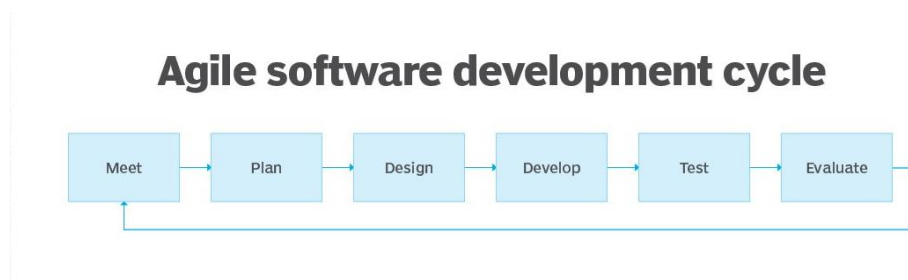 Agile software development cycle
Meet
Plan
Design
Develop
Test
Evaluate